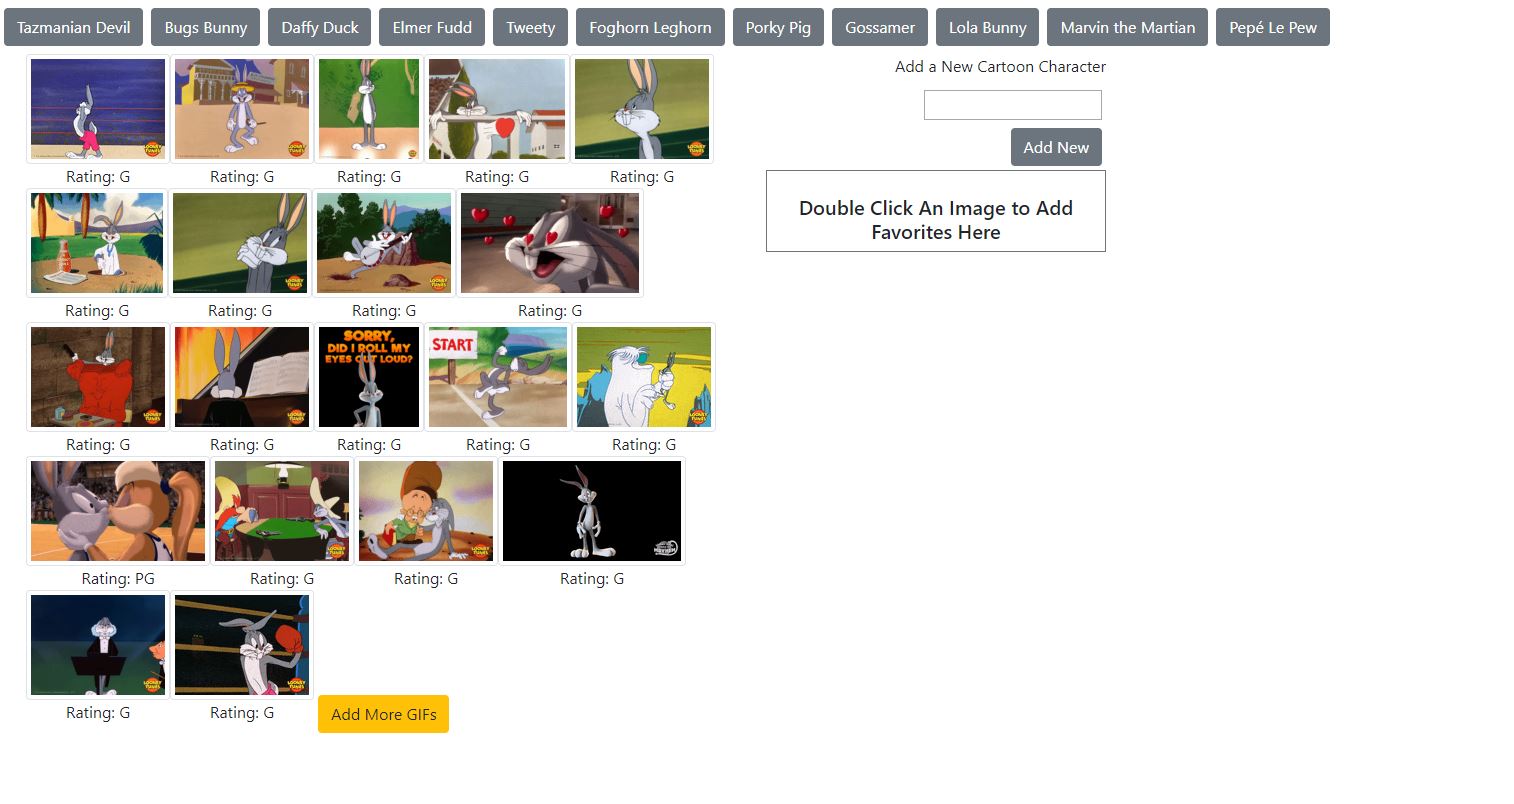 Tazmanian Devil
Bugs Bunny
Daffy Duck
Elmer Fudd
Tweety
Foghorn Leghorn
Porky Pig
Gossamer
Lola Bunny
Marvin the Martian
Pepé Le Pew
Add a New Cartoon Character
Add New
Double Click An Image to Add
Favorites Here
Rating: G
Rating: G
Rating: G
Rating: G
Rating: G
Rating: G
Rating: G
Rating: G
Rating: G
SORRY,
DID I ROLL MY
EYES OUT LOUD?
START
Rating: G
Rating: G
Rating: G
Rating: G
Rating: G
Rating: PG
Rating: G
Rating: G
Rating: G
Rating: G
Rating: G
Add More GIFs